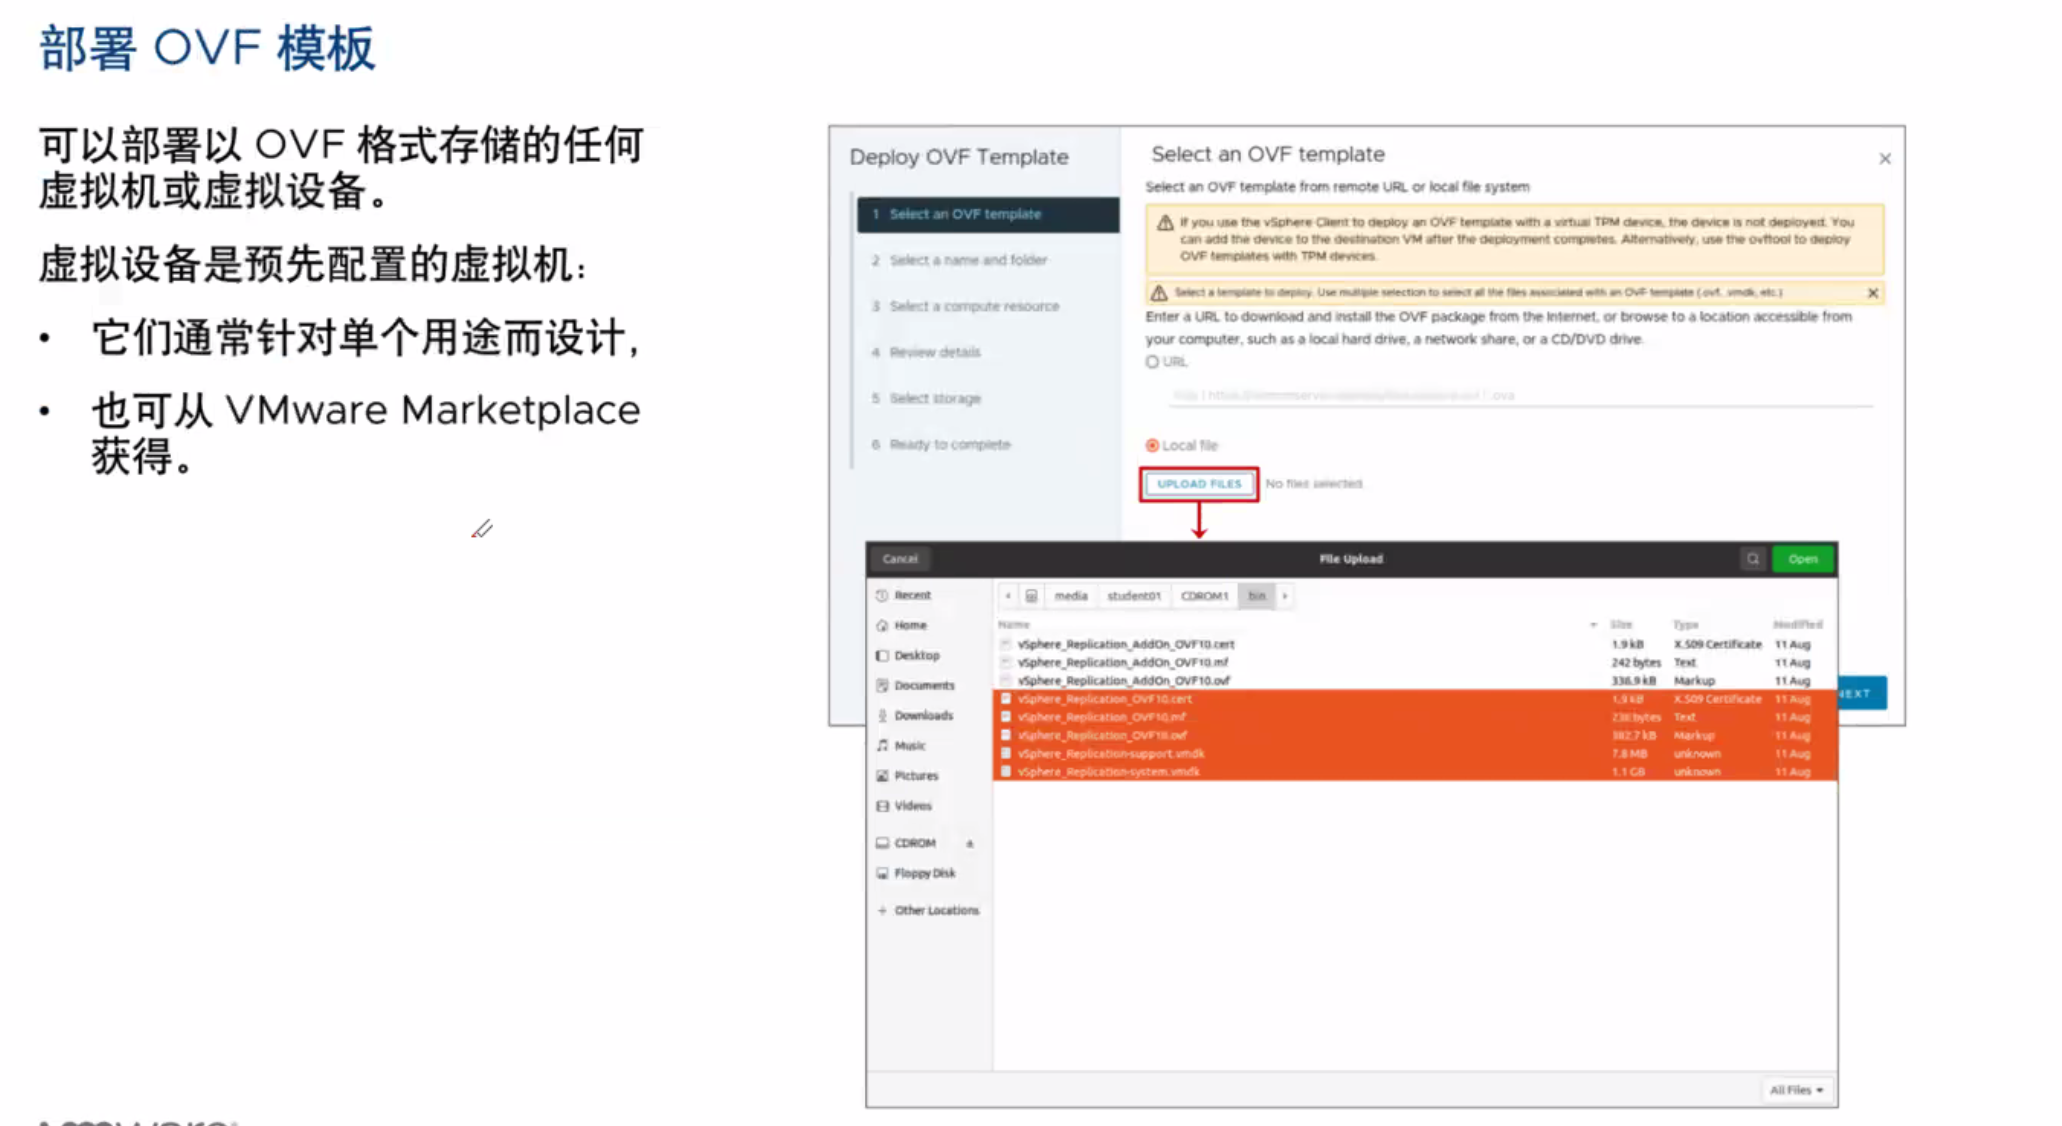 部署 OVF 模板
可以部署以 OVF 格式存储的任何
虚拟机或虚拟设备。
虚拟设备是预先配置的虚拟机：
• 它们通常针对单个用途而设计，
• 也可从 VMware Marketplace
获得。
Deploy OVF Template
1 Select an OVF template
2 Select a name and folder
3 Select a compute resource
4 Review details
5 Select storage
6 Ready to complete
Select an OVF template
Select an OVF template from remote URL or local file system
If you use the vSphere Client to deploy an OVF template with a virtual TPM device, the device is not deployed. You
can add the device to the destination VM after the deployment completes. Alternatively, use the ovftool to deploy
OVF templates with TPM devices.
Select a template to deploy. Use multiple selection to select all the files associated with an OVF template (.ovf, .vmdk, etc.)
Enter a URL to download and install the OVF package from the Internet, or browse to a location accessible from
your computer, such as a local hard drive, a network share, or a CD/DVD drive.
URL
Local file
UPLOAD FILES No files selected
NEXT
Cancel File Upload Open
Recent
Home
Desktop
Documents
Downloads
Music
Pictures
Videos
CDROM
Floppy Disk
+ Other Locations
media student01 CDROM1 bin
Name Size Type Modified
vSphere_Replication_AddOn_OVF10.cert 1.9 kB X.509 Certificate 11 Aug
vSphere_Replication_AddOn_OVF10.mf 242 bytes Text 11 Aug
vSphere_Replication_AddOn_OVF10.ovf 336.9 kB Markup 11 Aug
vSphere_Replication_OVF10.cert 1.9 kB X.509 Certificate 11 Aug
vSphere_Replication_OVF10.mf 238 bytes Text 11 Aug
vSphere_Replication_OVF10.ovf 382.7 kB Markup 11 Aug
vSphere_Replication-support.vmdk 7.8 MB unknown 11 Aug
vSphere_Replication-system.vmdk 1.1 GB unknown 11 Aug
All Files